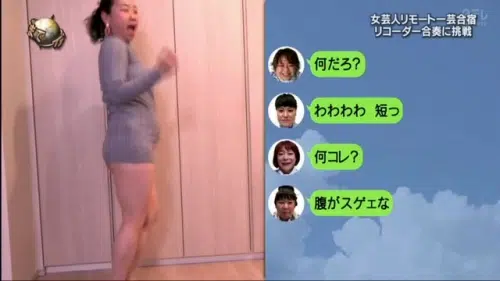 女芸人リモート一芸合宿
リコーダー合奏に挑戦
何だろ?
わわわわ 短っ
何コレ?
腹がスゲェな